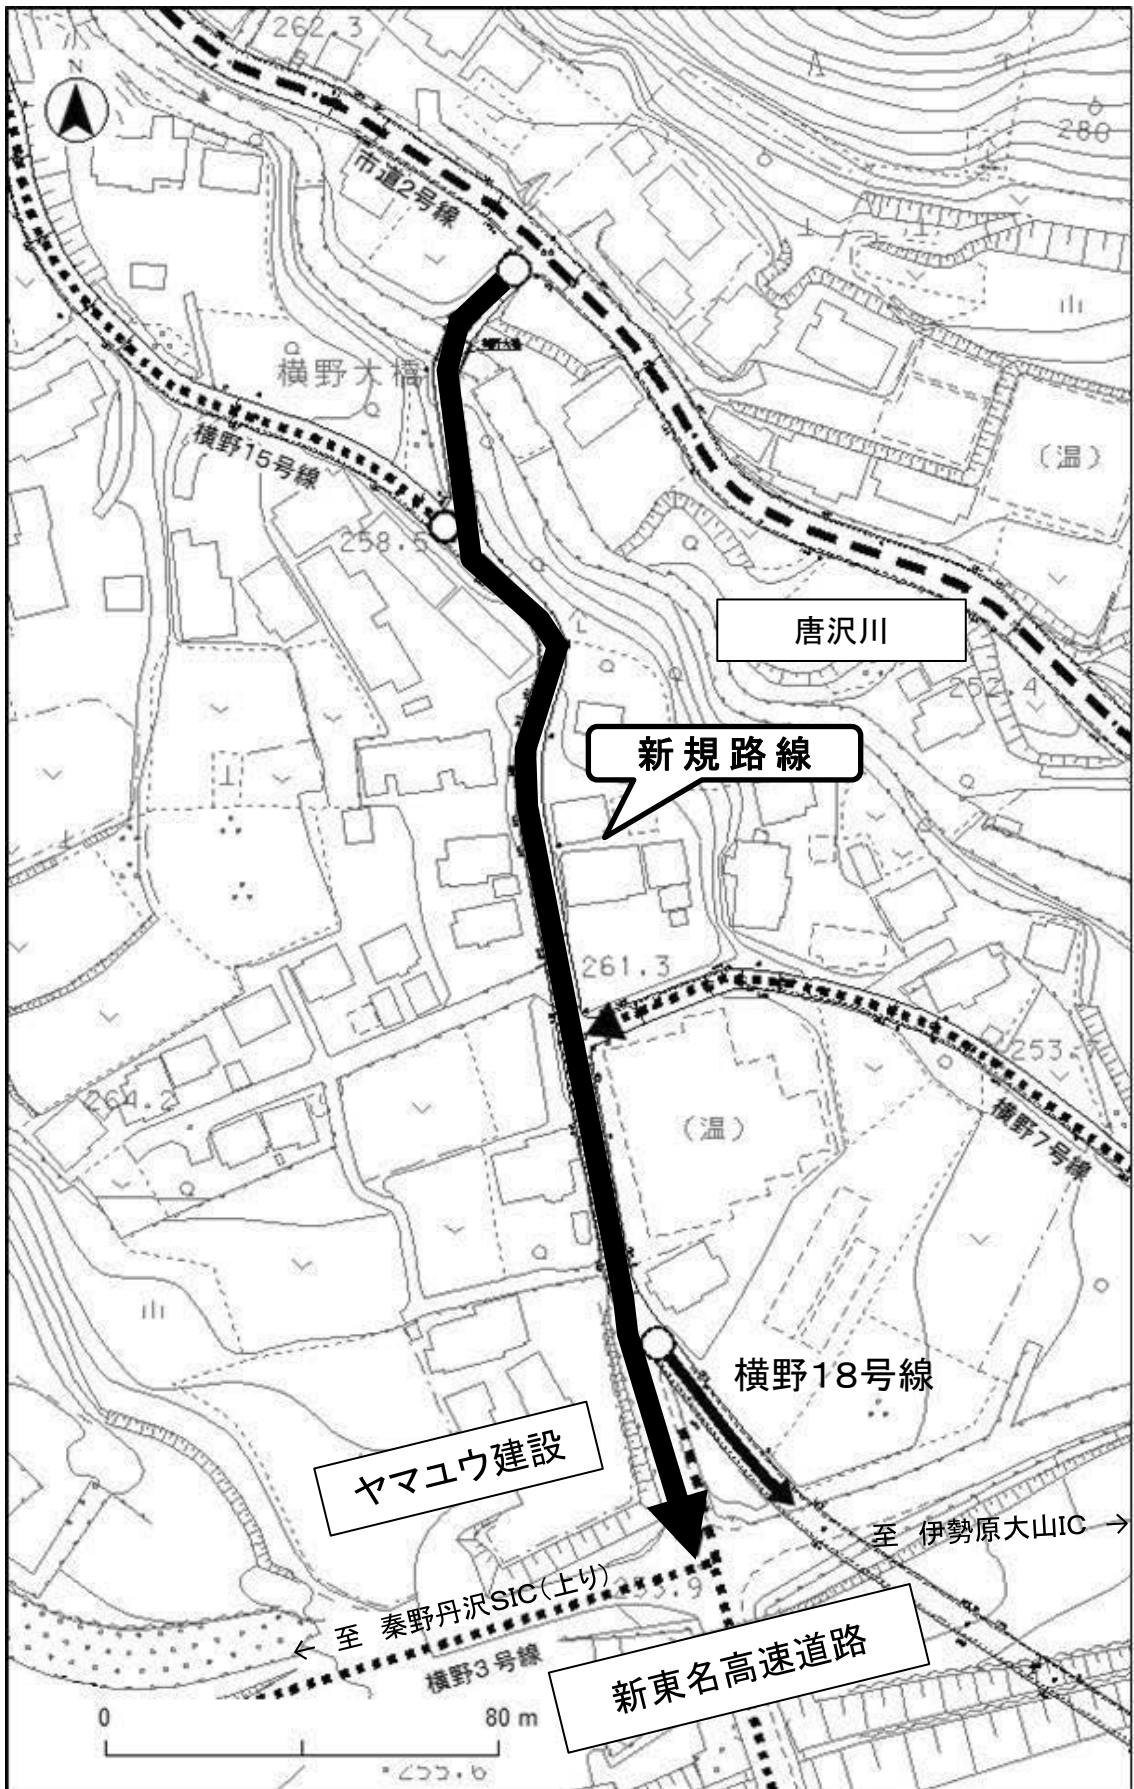 262.3
N
280
市道2号線
横野大橋
(温)
横野15号線
258.5
唐沢川
252.4
新規路線
261.3
253.
264.2
横野7号線
(温)
横野18号線
ヤマユウ建設
至 伊勢原大山IC →
← 至 秦野丹沢SIC(上り)
横野3号線
新東名高速道路
0
80 m
255.6